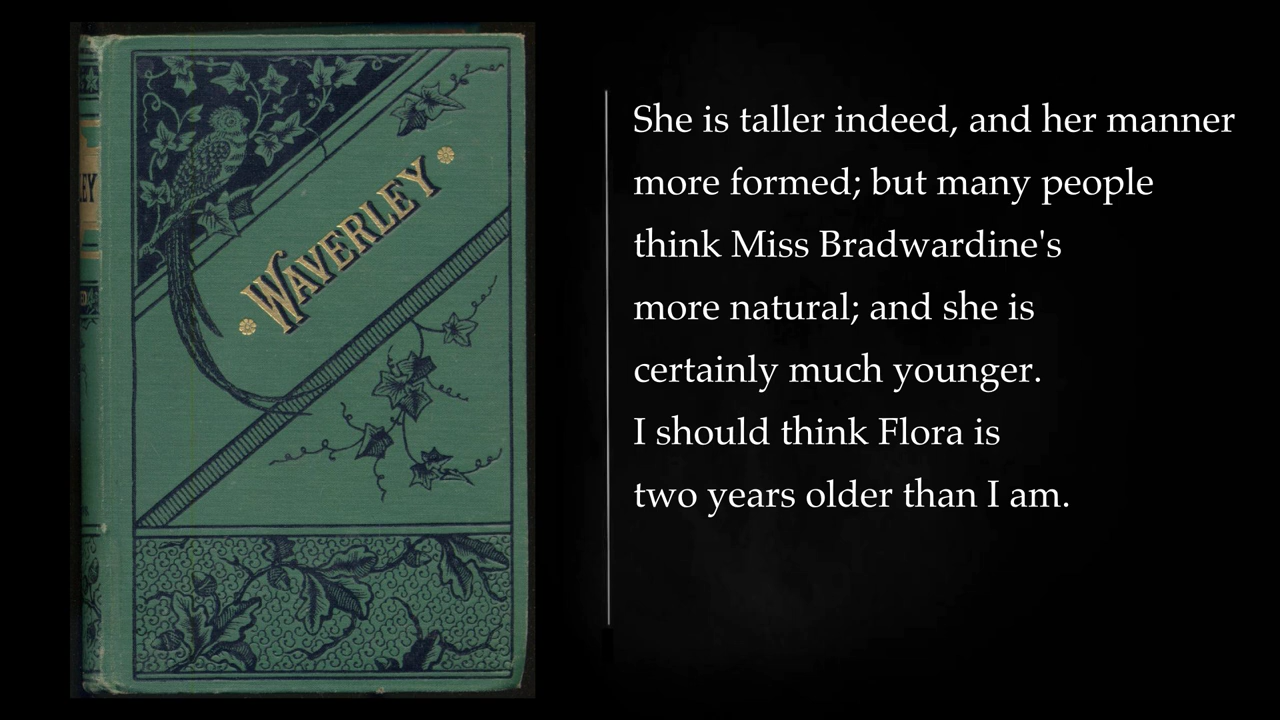 WAVERLEY
She is taller indeed, and her manner
more formed; but many people
think Miss Bradwardine's
more natural; and she is
certainly much younger.
I should think Flora is
two years older than I am.